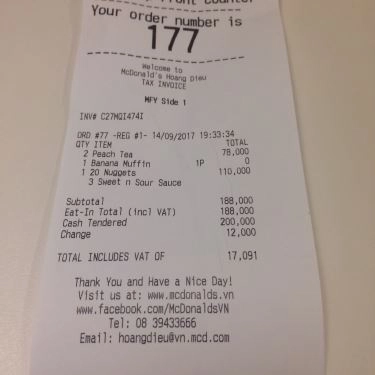 Front Counter
Your order number is
177
Welcome to
McDonald's Hoang Dieu
TAX INVOICE
MFY Side 1
INV# C27MQI474I
ORD #77 -REG #1- 14/09/2017 19:33:34
QTY ITEM TOTAL
2 Peach Tea 78,000
1 Banana Muffin 1P 0
1 20 Nuggets 110,000
3 Sweet n Sour Sauce
Subtotal 188,000
Eat-In Total (incl VAT) 188,000
Cash Tendered 200,000
Change 12,000
TOTAL INCLUDES VAT OF 17,091
Thank You and Have a Nice Day!
Visit us at: www.mcdonalds.vn
www.facebook.com/McDonaldsVN
Tel: 08 39433666
Email: hoangdieu@vn.mcd.com